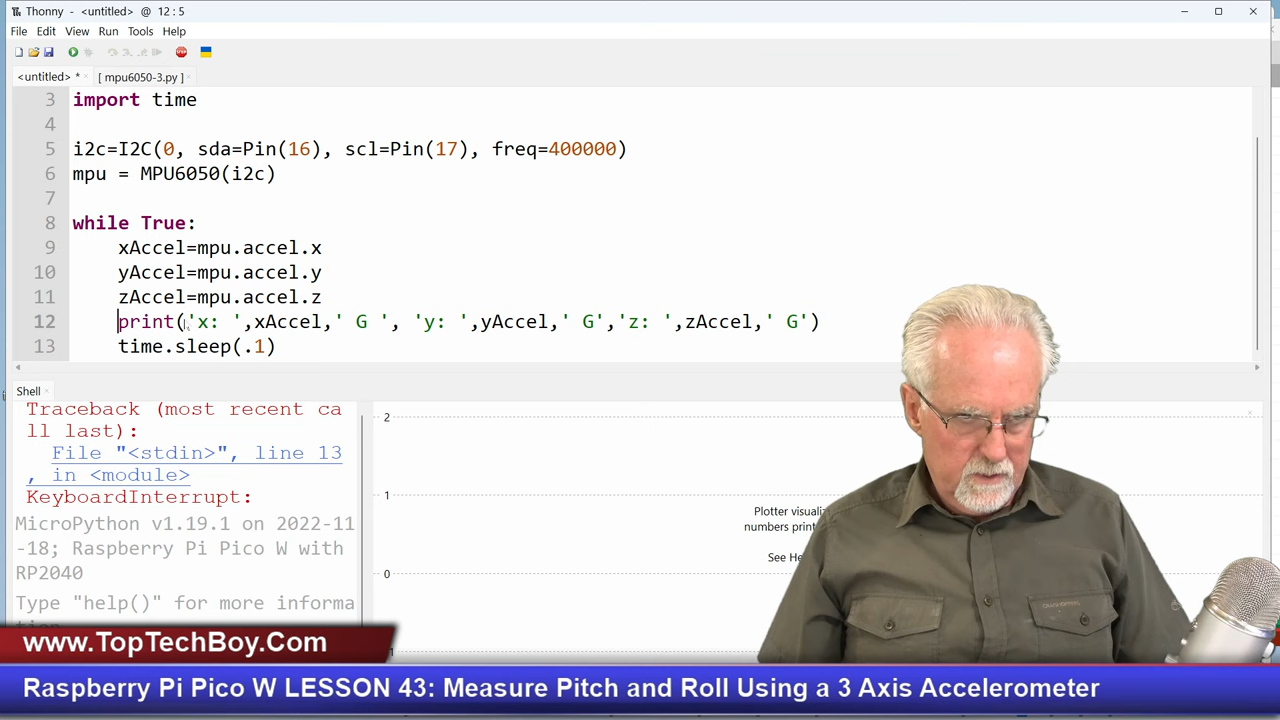 Thonny - <untitled> @ 12 : 5
File Edit View Run Tools Help
<untitled> * [ mpu6050-3.py ]
3 import time
4
5 i2c=I2C(0, sda=Pin(16), scl=Pin(17), freq=400000)
6 mpu = MPU6050(i2c)
7
8 while True:
9 xAccel=mpu.accel.x
10 yAccel=mpu.accel.y
11 zAccel=mpu.accel.z
12 print('x: ',xAccel,' G ', 'y: ',yAccel,' G','z: ',zAccel,' G')
13 time.sleep(.1)
Shell
Traceback (most recent ca
ll last):
File "<stdin>", line 13
, in <module>
KeyboardInterrupt:
MicroPython v1.19.1 on 2022-11
-18; Raspberry Pi Pico W with
RP2040
Type "help()" for more informa
2
1
0
Plotter
numbers
See
www.TopTechBoy.Com
Raspberry Pi Pico W LESSON 43: Measure Pitch and Roll Using a 3 Axis Accelerometer